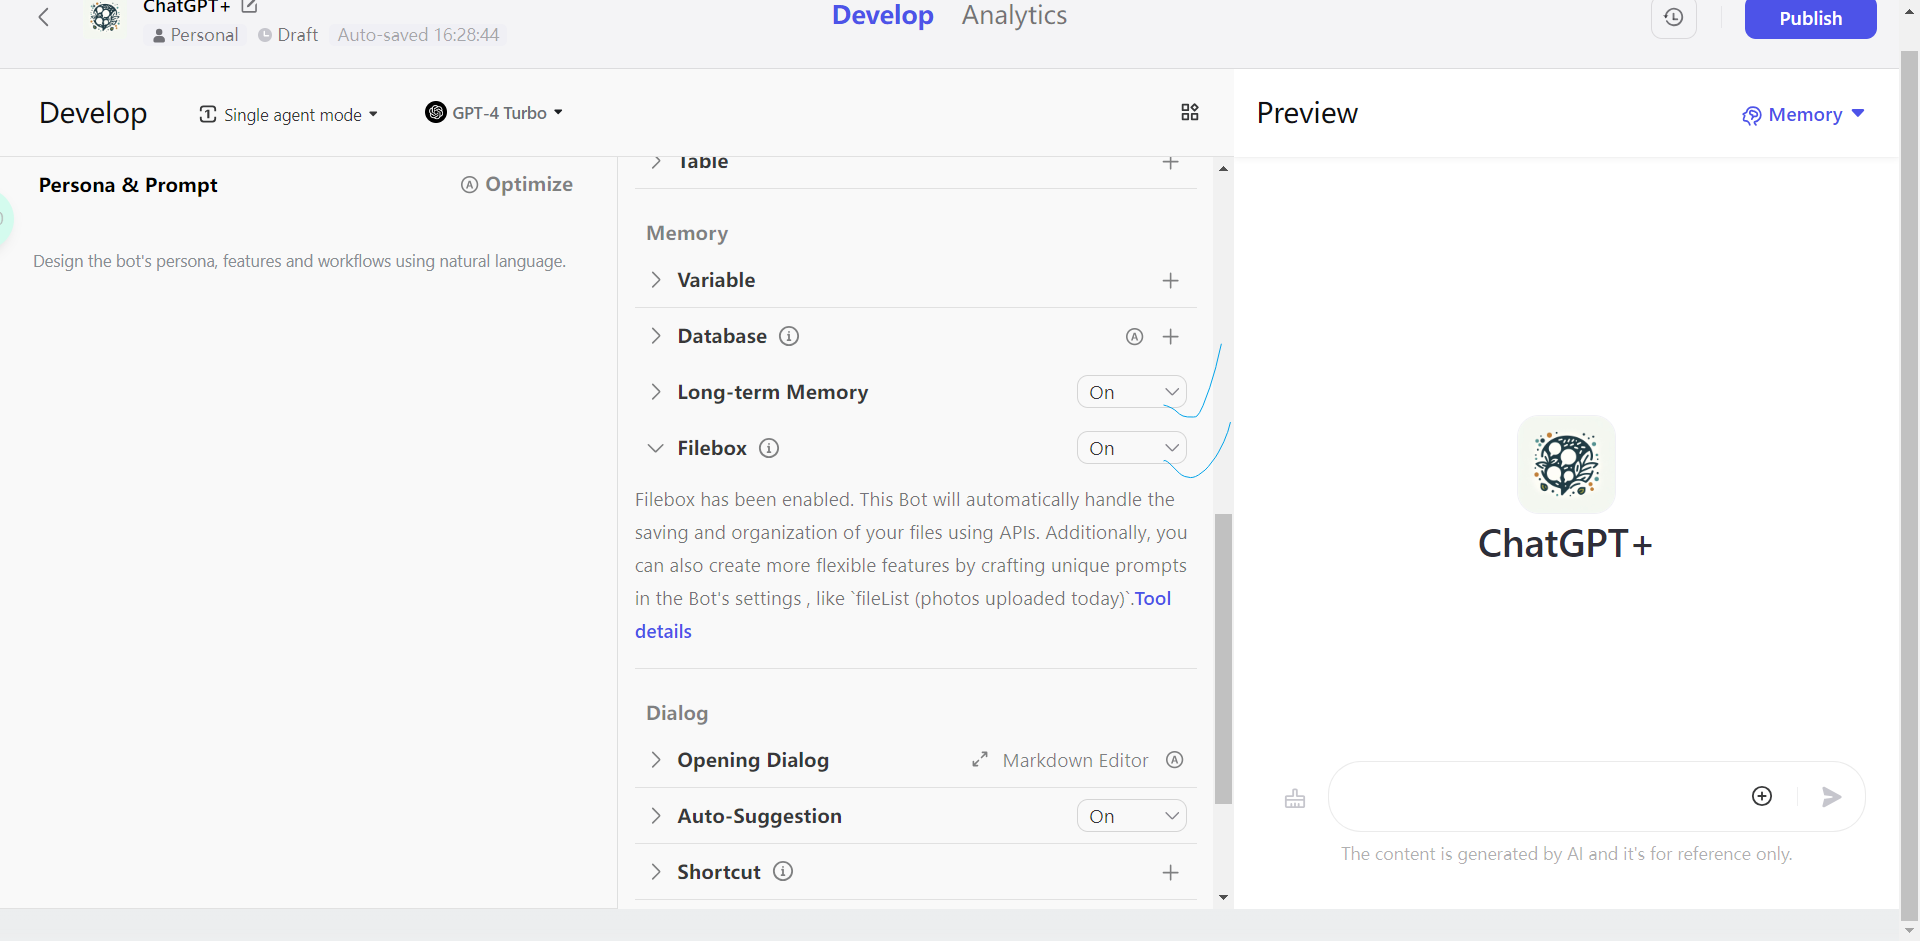 ChatGPT+
Personal Draft Auto-saved 16:28:44
Develop Analytics
Publish
Develop Single agent mode GPT-4 Turbo
Preview Memory
Persona & Prompt Optimize
Design the bot's persona, features and workflows using natural language.
Table
Memory
Variable
Database
Long-term Memory On
Filebox On
Filebox has been enabled. This Bot will automatically handle the
saving and organization of your files using APIs. Additionally, you
can also create more flexible features by crafting unique prompts
in the Bot's settings , like `fileList (photos uploaded today)`.Tool
details
Dialog
Opening Dialog Markdown Editor
Auto-Suggestion On
Shortcut
ChatGPT+
The content is generated by AI and it's for reference only.